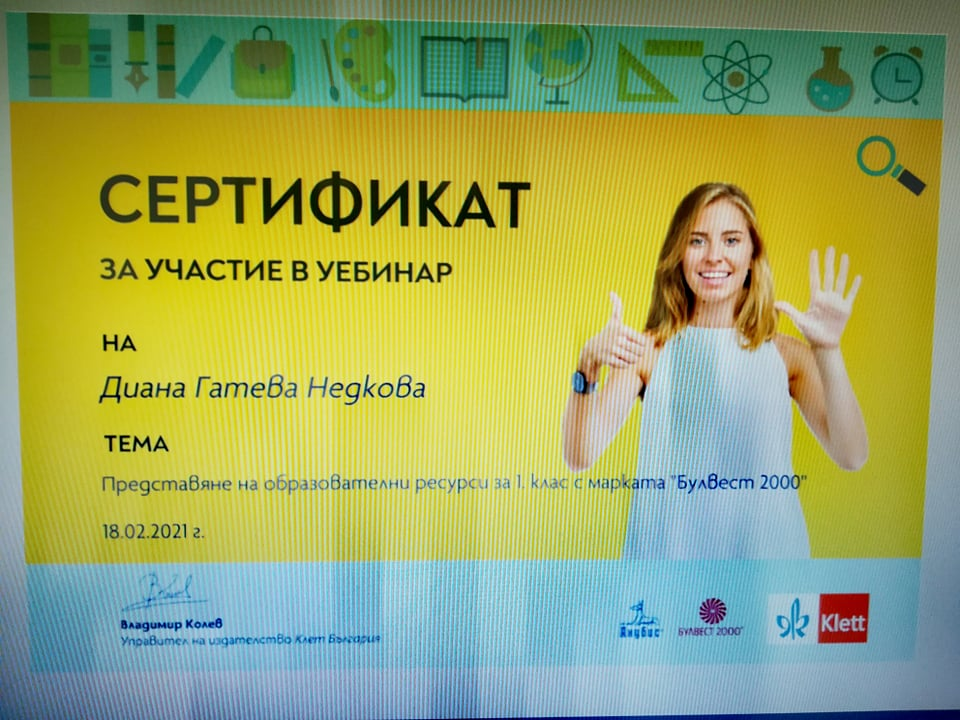 СЕРТИФИКАТ
ЗА УЧАСТИЕ В УЕБИНАР
НА
Диана Гатева Недкова
ТЕМА
Представяне на образователни ресурси за 1. клас с марката "Булвест 2000"
18.02.2021 г.
Владимир Колев
Управител на издателство Клет България
Анубис
БУЛВЕСТ 2000
Klett